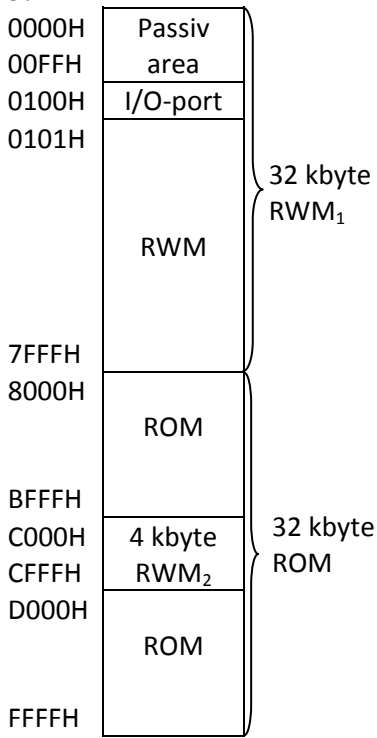 0000H Passiv
00FFH area
0100H I/O-port
0101H
32 kbyte
RWM₁
RWM
7FFFH
8000H
ROM
BFFFH
C000H 4 kbyte
CFFFH RWM₂
32 kbyte
ROM
D000H
ROM
FFFFH